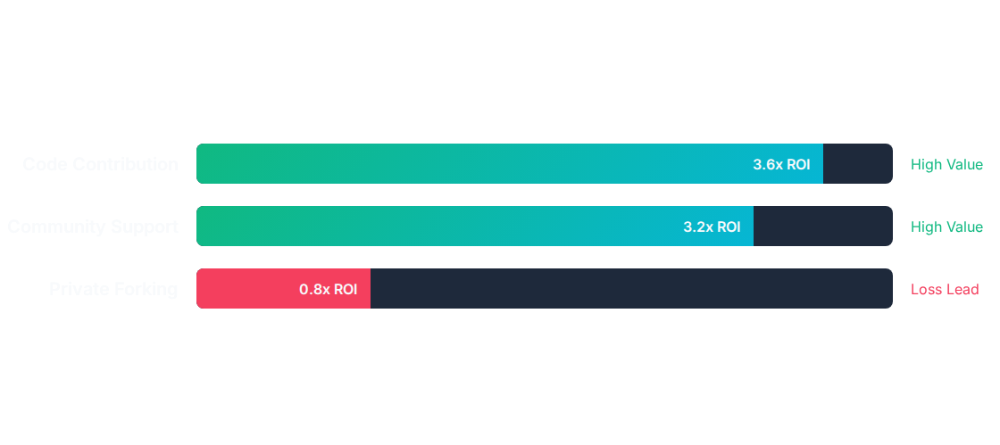 Code Contribution 3.6x ROI High Value
Community Support 3.2x ROI High Value
Private Forking 0.8x ROI Loss Lead